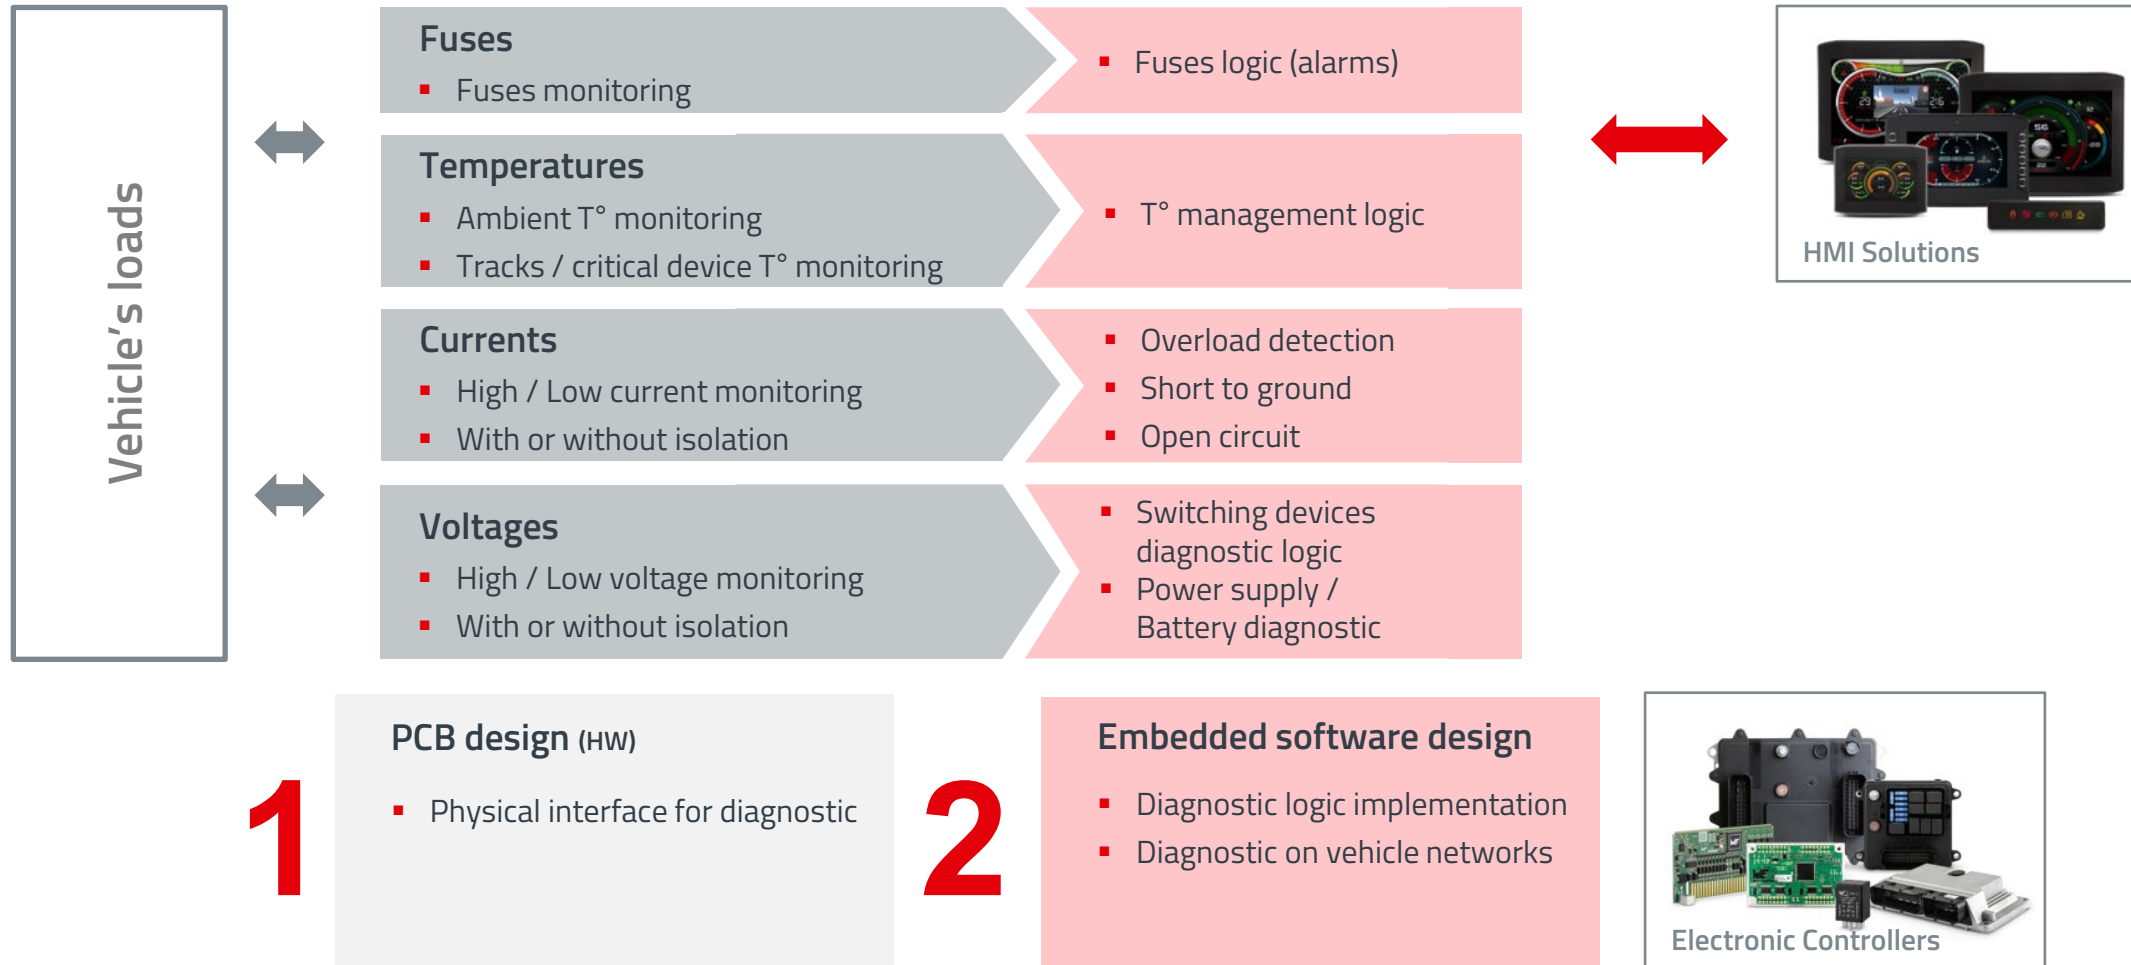 Vehicle's loads
Fuses
▪ Fuses monitoring
▪ Fuses logic (alarms)
Temperatures
▪ Ambient T° monitoring
▪ Tracks / critical device T° monitoring
▪ T° management logic
Currents
▪ High / Low current monitoring
▪ With or without isolation
▪ Overload detection
▪ Short to ground
▪ Open circuit
Voltages
▪ High / Low voltage monitoring
▪ With or without isolation
▪ Switching devices
diagnostic logic
▪ Power supply /
Battery diagnostic
HMI Solutions
1
PCB design (HW)
▪ Physical interface for diagnostic
2
Embedded software design
▪ Diagnostic logic implementation
▪ Diagnostic on vehicle networks
Electronic Controllers